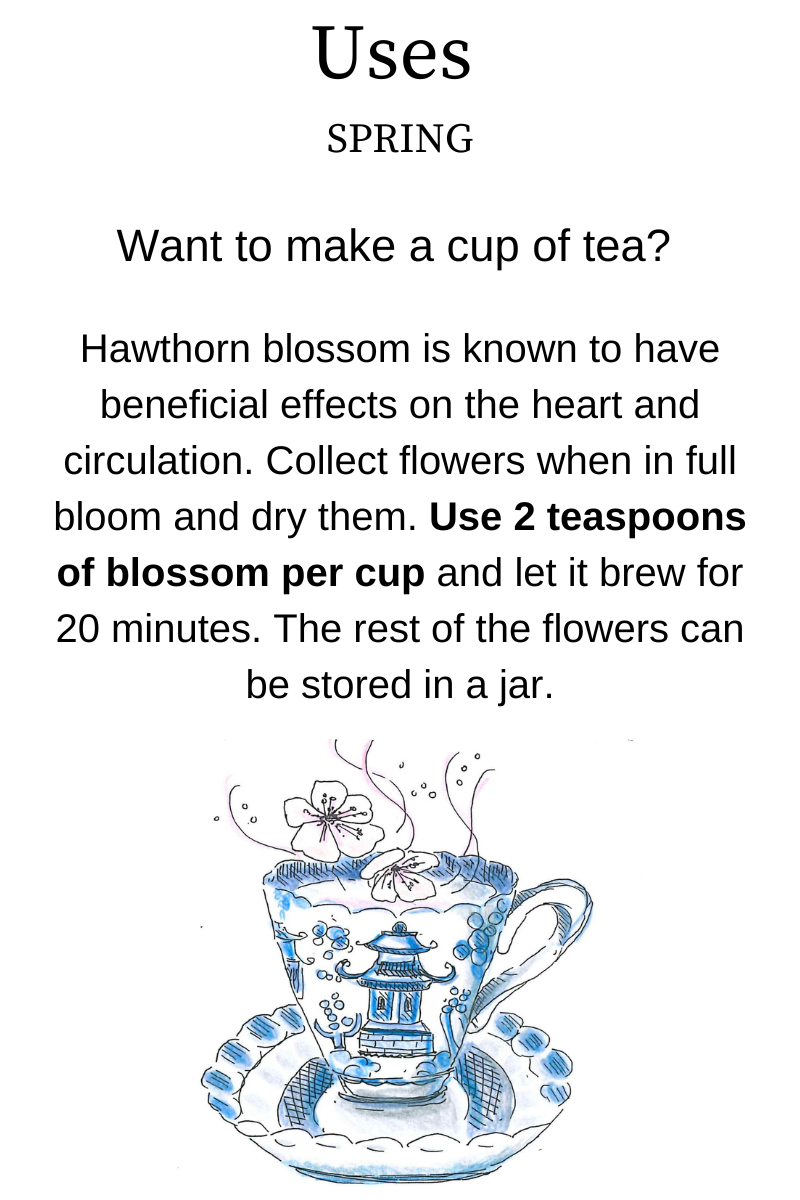 Uses
SPRING
Want to make a cup of tea?
Hawthorn blossom is known to have
beneficial effects on the heart and
circulation. Collect flowers when in full
bloom and dry them. Use 2 teaspoons
of blossom per cup and let it brew for
20 minutes. The rest of the flowers can
be stored in a jar.